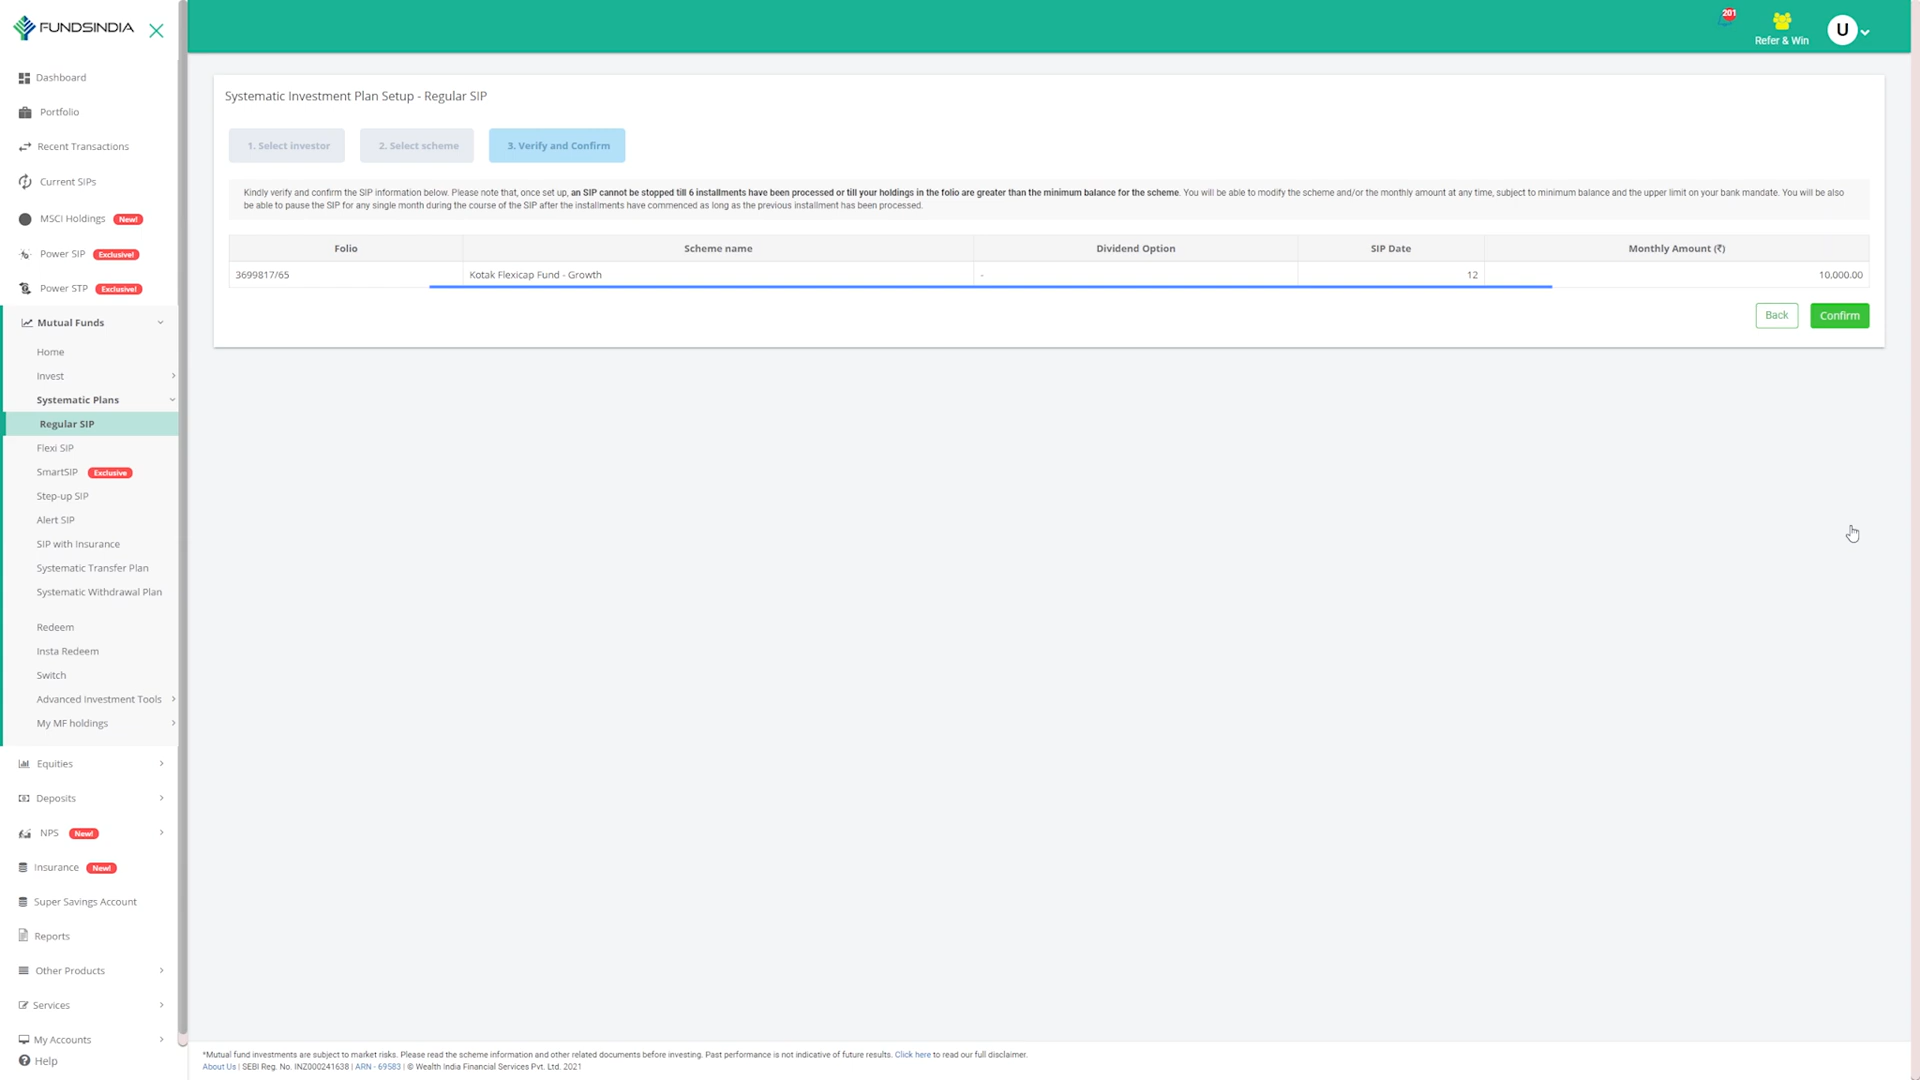 FUNDSINDIA
201
Refer & Win
U
Dashboard
Portfolio
Recent Transactions
Current SIPs
MSCI Holdings New!
Power SIP Exclusive!
Power STP Exclusive!
Mutual Funds
Home
Invest
Systematic Plans
Regular SIP
Flexi SIP
SmartSIP Exclusive
Step-up SIP
Alert SIP
SIP with Insurance
Systematic Transfer Plan
Systematic Withdrawal Plan
Redeem
Insta Redeem
Switch
Advanced Investment Tools
My MF holdings
Equities
Deposits
NPS New!
Insurance New!
Super Savings Account
Reports
Other Products
Services
My Accounts
Help
Systematic Investment Plan Setup - Regular SIP
1. Select investor 2. Select scheme 3. Verify and Confirm
Kindly verify and confirm the SIP information below. Please note that, once set up, an SIP cannot be stopped till 6 installments have been processed or till your holdings in the folio are greater than the minimum balance for the scheme. You will be able to modify the scheme and/or the monthly amount at any time, subject to minimum balance and the upper limit on your bank mandate. You will be also
be able to pause the SIP for any single month during the course of the SIP after the installments have commenced as long as the previous installment has been processed.
Folio Scheme name Dividend Option SIP Date Monthly Amount (₹)
3699817/65 Kotak Flexicap Fund - Growth - 12 10,000.00
Back Confirm
*Mutual fund investments are subject to market risks. Please read the scheme information and other related documents before investing. Past performance is not indicative of future results. Click here to read our full disclaimer.
About Us | SEBI Reg. No. INZ000241638 | ARN - 69583 | © Wealth India Financial Services Pvt. Ltd. 2021